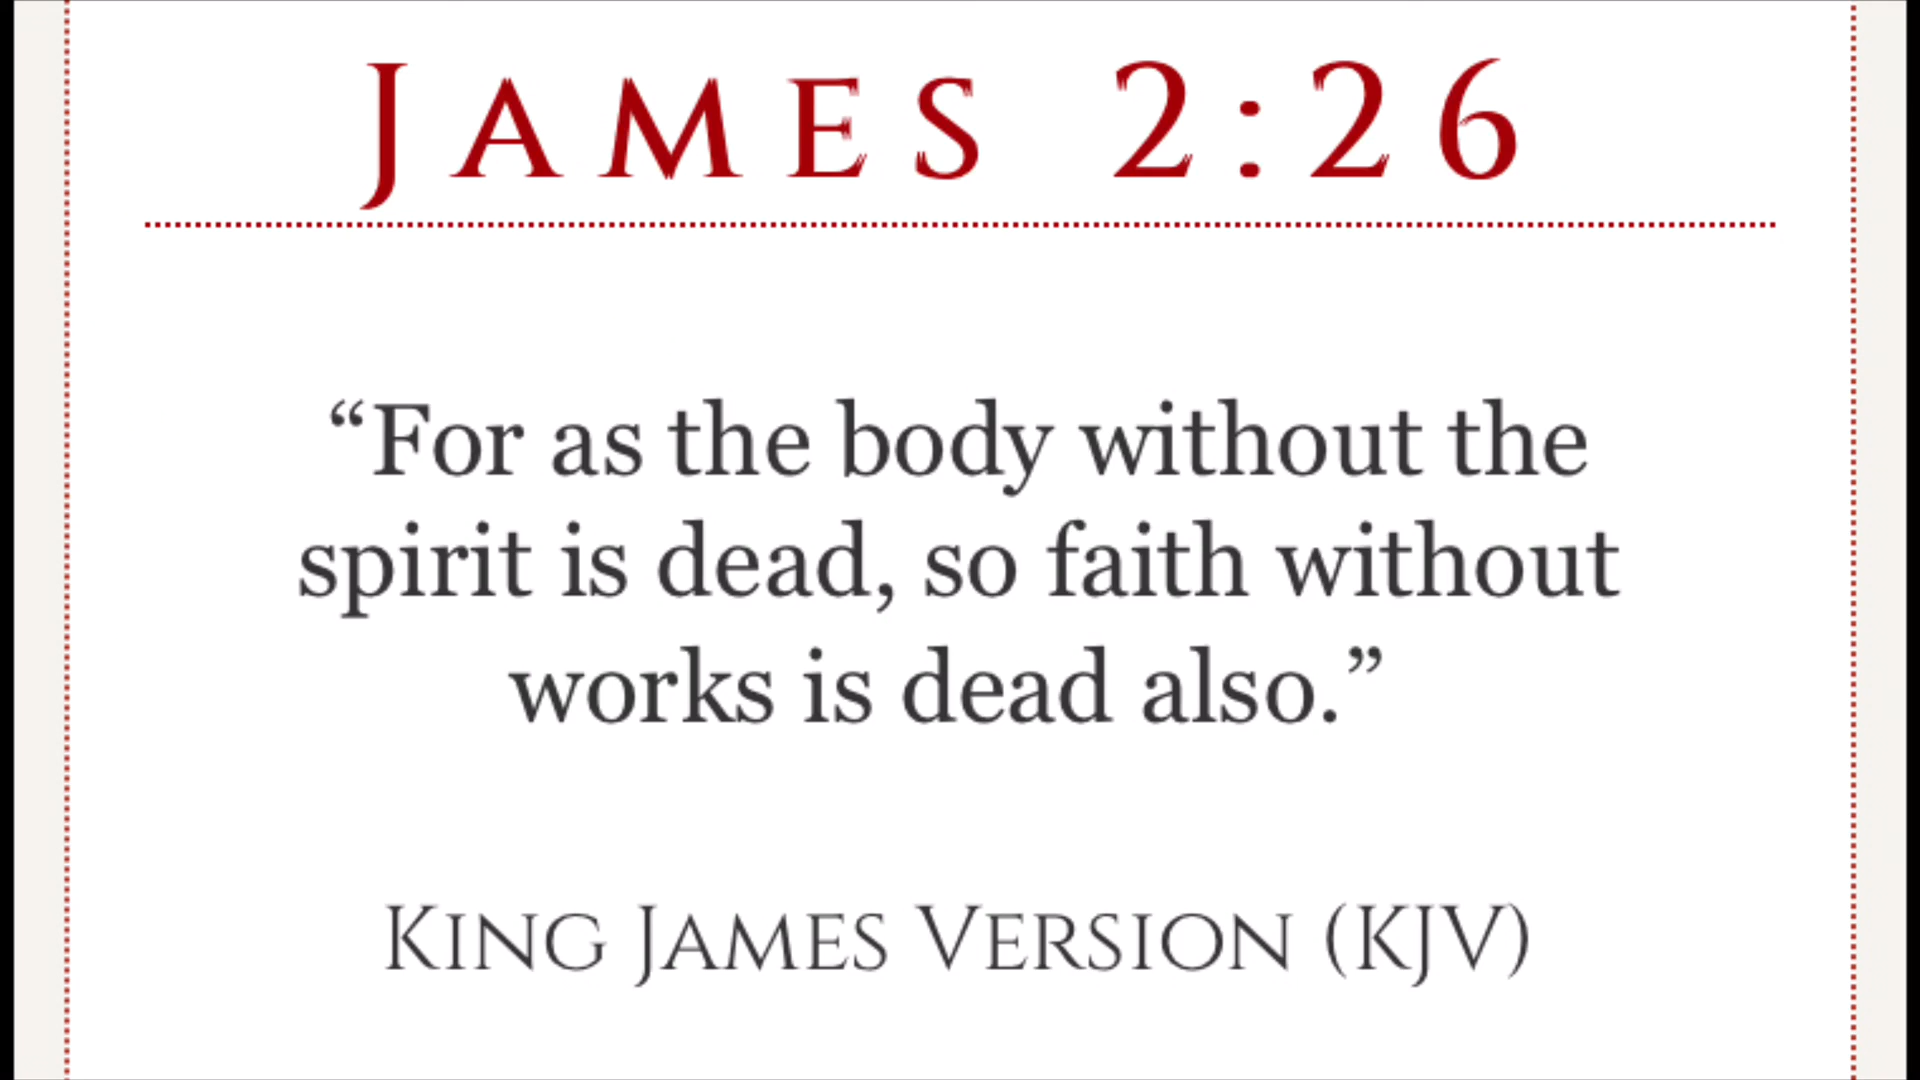 James 2:26
“For as the body without the
spirit is dead, so faith without
works is dead also.”
King James Version (KJV)